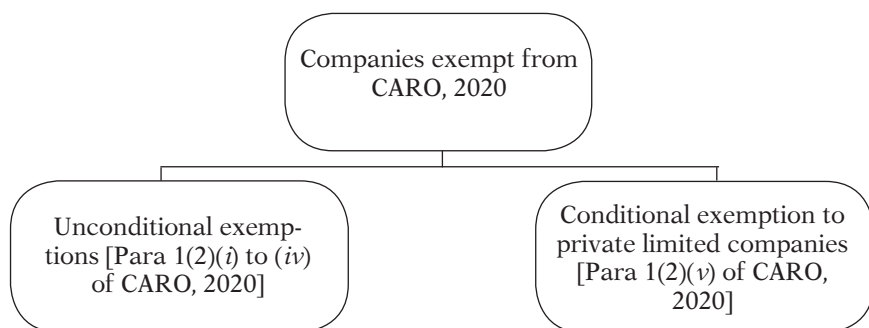 Companies exempt from
CARO, 2020
Unconditional exemp-
tions [Para 1(2)(i) to (iv)
of CARO, 2020]
Conditional exemption to
private limited companies
[Para 1(2)(v) of CARO,
2020]